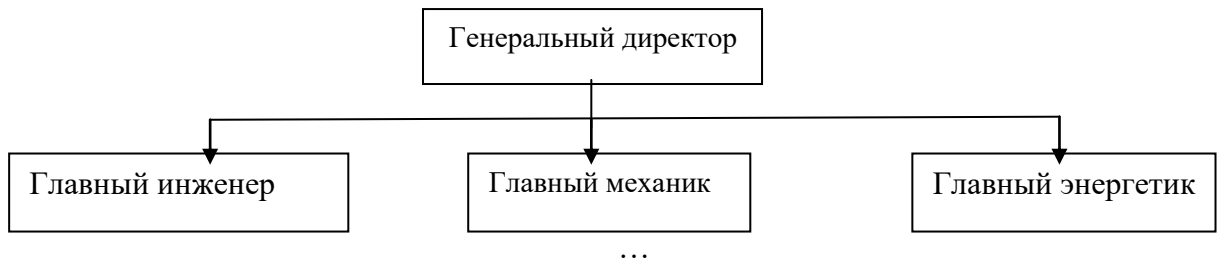 Генеральный директор
Главный инженер
Главный механик
Главный энергетик
…